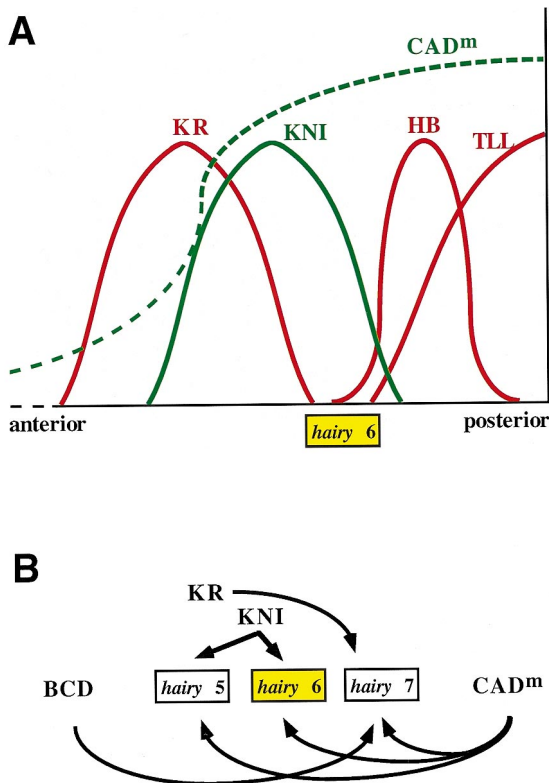 A
CADm
KR
KNI
HB
TLL
anterior
posterior
hairy 6
B
KR
KNI
BCD
hairy 5
hairy 6
hairy 7
CADm